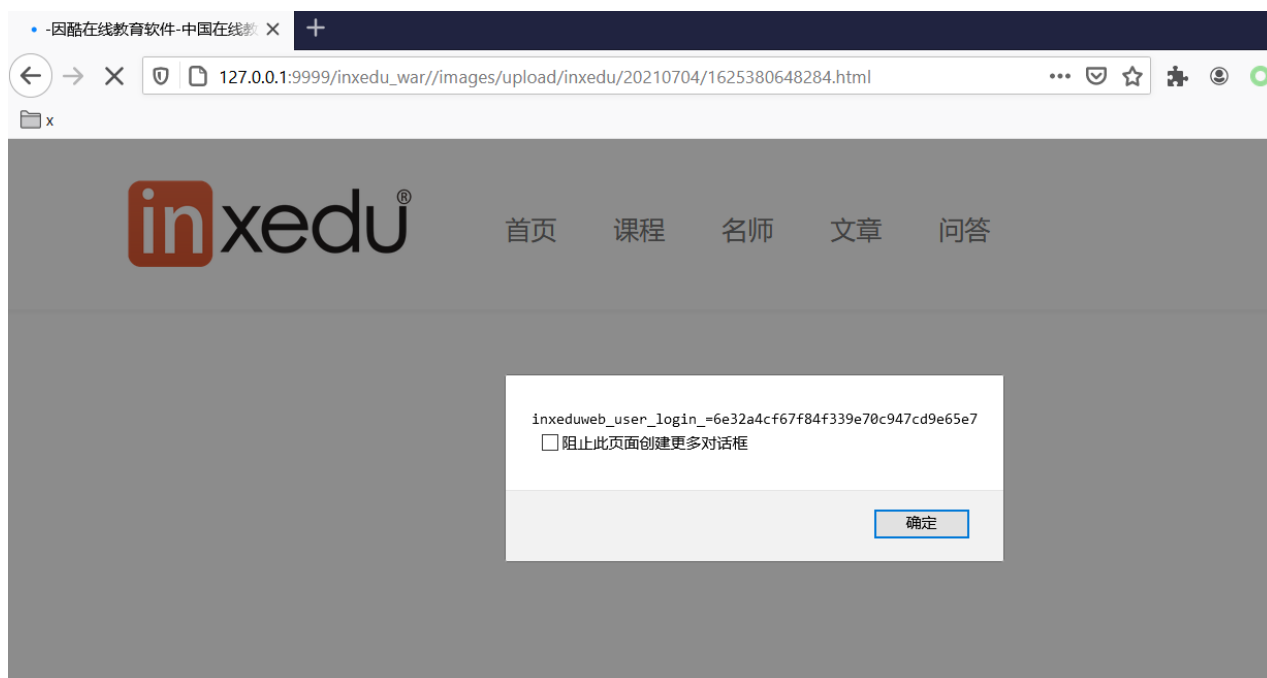 -因酷在线教育软件-中国在线教
127.0.0.1:9999/inxedu_war//images/upload/inxedu/20210704/1625380648284.html
x
inxedu®
首页 课程 名师 文章 问答
inxeduweb_user_login_=6e32a4cf67f84f339e70c947cd9e65e7
阻止此页面创建更多对话框
确定